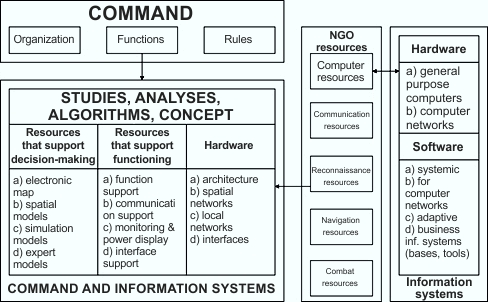 COMMAND
Organization
Functions
Rules
STUDIES, ANALYSES,
ALGORITHMS, CONCEPT
Resources
that support
decision-making
a) electronic
map
b) spatial
models
c) simulation
models
d) expert
models
Resources
that support
functioning
a) function
support
b) communicati
on support
c) monitoring &
power display
d) interface
support
Hardware
a) architecture
b) spatial
networks
c) local
networks
d) interfaces
COMMAND AND INFORMATION SYSTEMS
NGO
resources
Computer
resources
Communication
resources
Reconnaissance
resources
Navigation
resources
Combat
resources
Hardware
a) general
purpose
computers
b) computer
networks
Software
a) systemic
b) for
computer
networks
c) adaptive
d) business
inf. systems
(bases, tools)
Information
systems